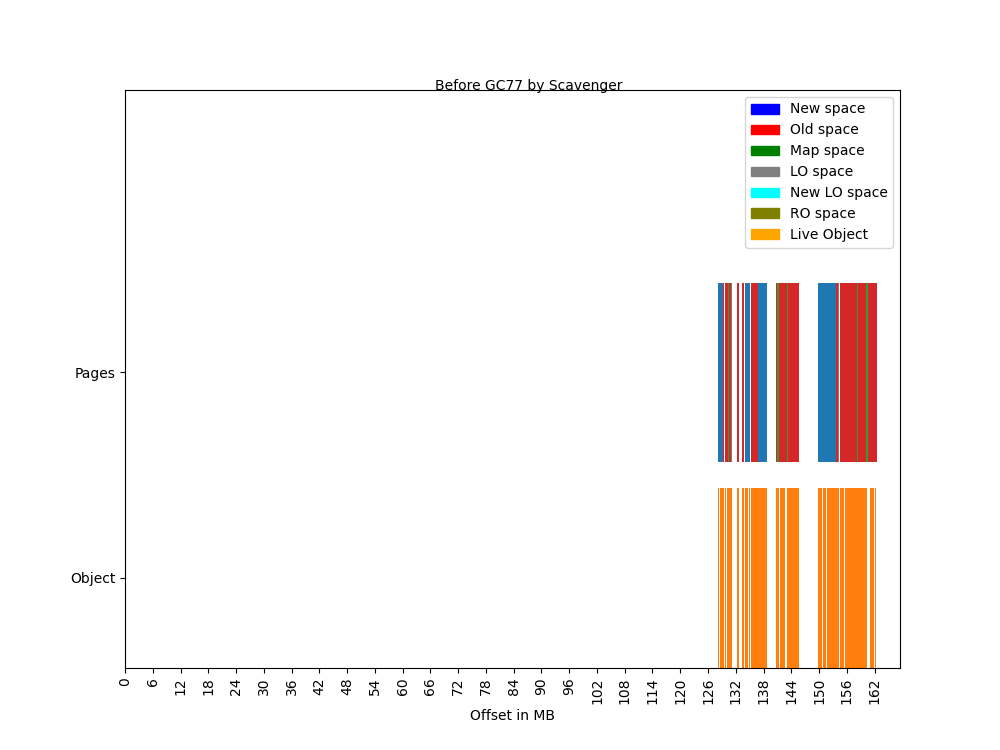 Before GC77 by Scavenger
New space
Old space
Map space
LO space
New LO space
RO space
Live Object
Pages
Object
0 6 12 18 24 30 36 42 48 54 60 66 72 78 84 90 96 102 108 114 120 126 132 138 144 150 156 162
Offset in MB